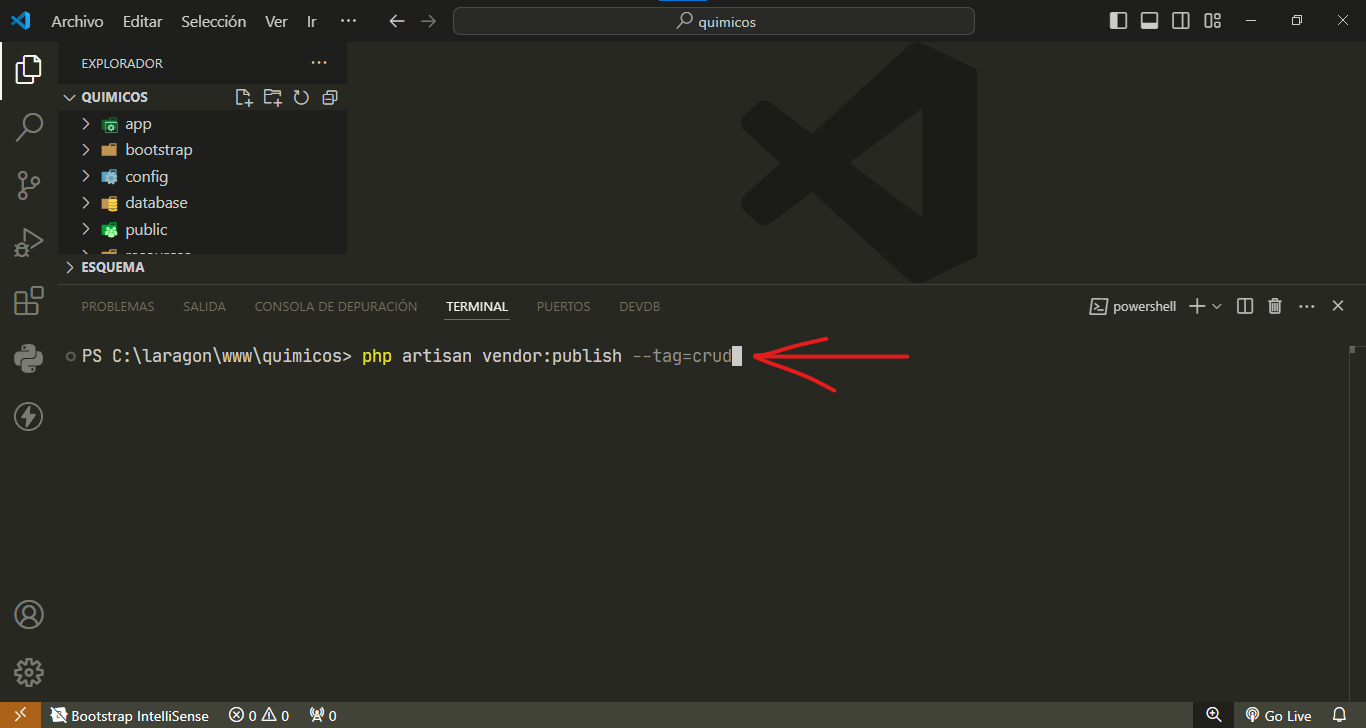 Archivo Editar Selección Ver Ir ···
quimicos
EXPLORADOR
QUIMICOS
app
bootstrap
config
database
public
ESQUEMA
PROBLEMAS SALIDA CONSOLA DE DEPURACIÓN TERMINAL PUERTOS DEVDB
powershell
PS C:\laragon\www\quimicos> php artisan vendor:publish --tag=crud
Bootstrap IntelliSense 0 0 0
Go Live